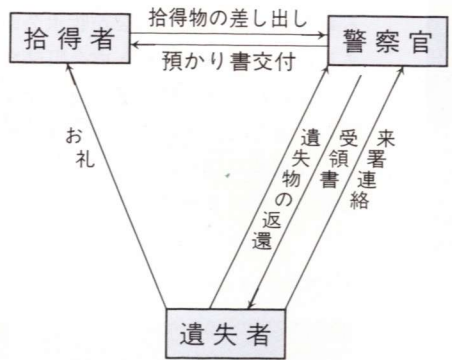 拾得者
拾得物の差し出し
預かり書交付
警察官
お礼
遺失物の返還
受領書
来署連絡
遺失者